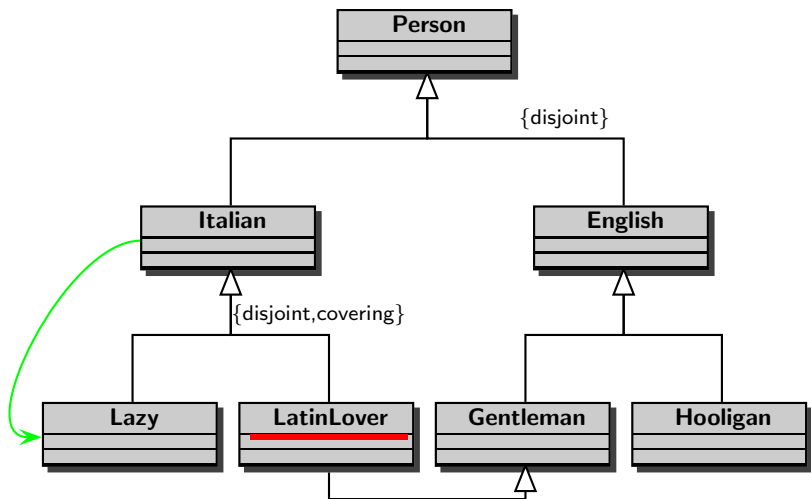 Person
{disjoint}
Italian
English
{disjoint,covering}
Lazy
LatinLover
Gentleman
Hooligan